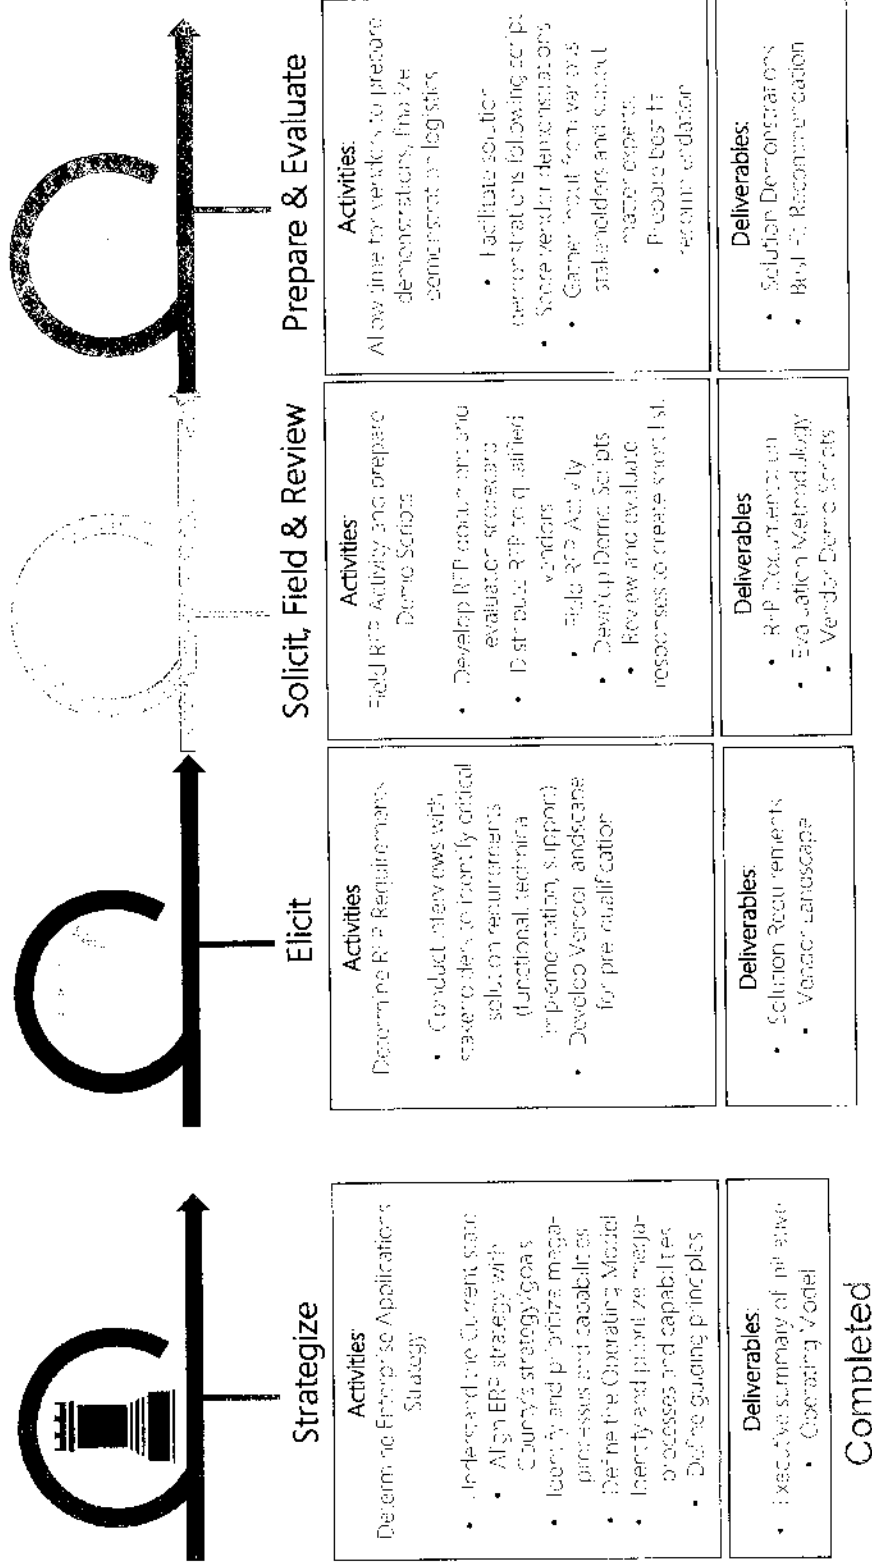 Strategize
Activities:
Determine Enterprise Applications
Strategy
• Understand the Current state
• Align ERP strategy with
County's strategy/goals
• Identify and prioritize mega-
processes and capabilities
• Define the Operating Model
• Identity and prioritize mega-
processes and capabilities
• Define guiding principles
Deliverables:
• Executive summary of initiative
• Operating Model
Completed
Elicit
Activities
Determine RFP Requirements
• Conduct interviews with
stakeholders to identify critical
solution requirements
(functional, technical
implementation, support)
• Develop Vendor Landscape
for pre-qualification
Deliverables:
• Solution Requirements
• Vendor Landscape
Solicit, Field & Review
Activities
Field RFP Activity and prepare
Demo Scripts
• Develop RFP document and
evaluation scorecard
• Distribute RFP to qualified
vendors
• Field RFP Activity
• Develop Demo Scripts
• Review and evaluate
responses to create short list.
Deliverables
• RFP Documentation
• Evaluation Methodology
• Vendor Demo Scripts
Prepare & Evaluate
Activities:
Allow time for vendors to prepare
demonstrations, finalize
demonstration logistics
• Facilitate solution
demonstrations following script
• Score vendor demonstrations
• Gather input from various
stakeholders and subject
matter experts.
• Prepare best fit
recommendation
Deliverables:
• Solution Demonstrations
• Best Fit Recommendation